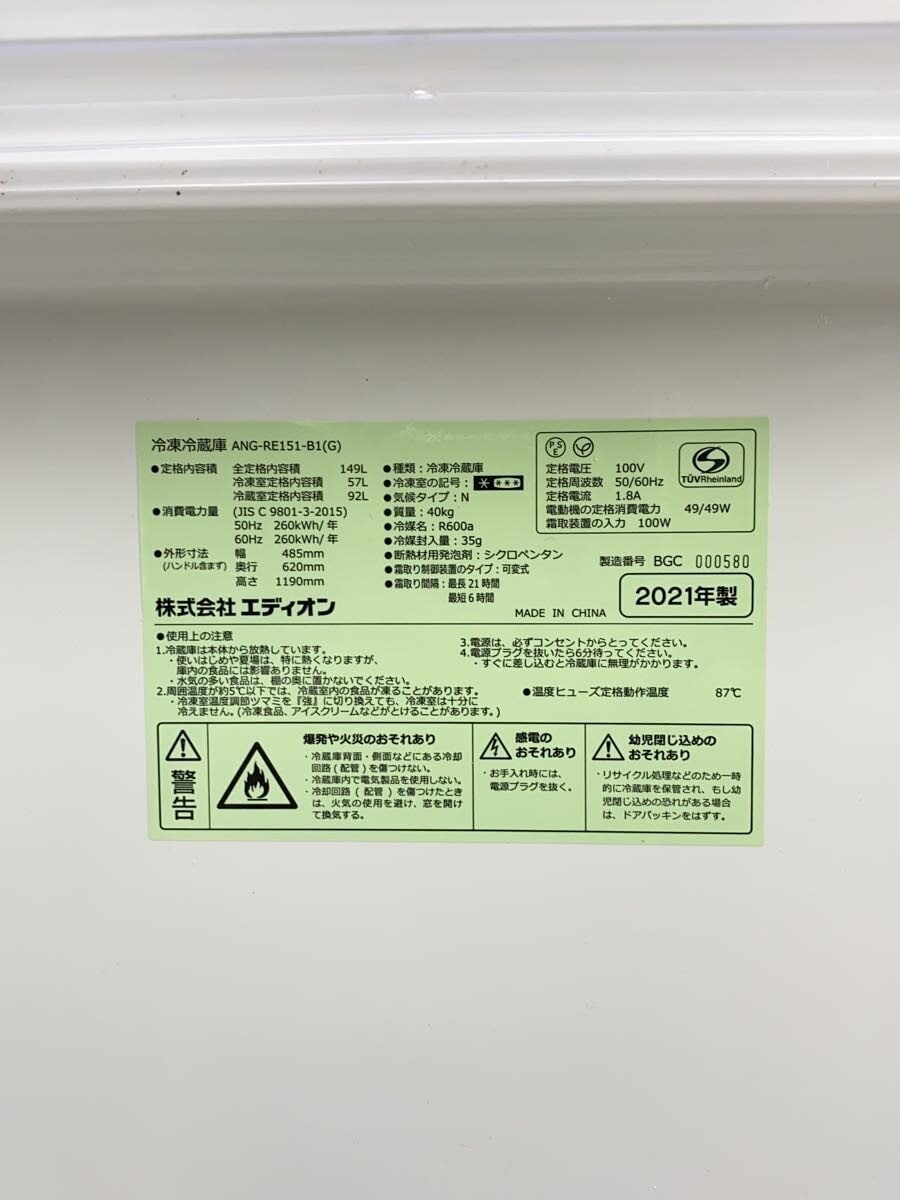 冷凍冷蔵庫 ANG-RE151-B1(G)
●定格内容積 全定格内容積 149L
冷凍室定格内容積 57L
冷蔵室定格内容積 92L
●消費電力量 (JIS C 9801-3-2015)
50Hz 260kWh/年
60Hz 260kWh/年
●外形寸法 幅 485mm
(ハンドル含まず) 奥行 620mm
高さ 1190mm
株式会社 エディオン
●種類:冷凍冷蔵庫
●冷凍室の記号:
●気候タイプ:N
●質量:40kg
●冷媒名:R600a
●冷媒封入量:35g
●断熱材用発泡剤:シクロペンタン
●霜取り制御装置のタイプ:可変式
●霜取り間隔:最長 21 時間
最短 6 時間
PSE
定格電圧 100V
定格周波数 50/60Hz
定格電流 1.8A
電動機の定格消費電力 49/49W
霜取装置の入力 100W
TÜVRheinland
製造番号 BGC 000580
MADE IN CHINA
2021年製
●使用上の注意
1.冷蔵庫は本体から放熱しています。
・使いはじめや夏場は、特に熱くなりますが、
庫内の食品には影響ありません。
・水気の多い食品は、棚の奥に置かないでください。
2.周囲温度が約5℃以下では、冷蔵室内の食品が凍ることがあります。
・冷凍室温度調節ツマミを『強』に切り換えても、冷凍室は十分に
冷えません。(冷凍食品、アイスクリームなどがとけることがあります。)
3.電源は、必ずコンセントからとってください。
4.電源プラグを抜いたら6分待ってください。
・すぐに差し込むと冷蔵庫に無理がかかります。
●温度ヒューズ定格動作温度 87℃
警告
爆発や火災のおそれあり
・冷蔵庫背面・側面などにある冷却
回路(配管)を傷つけない。
・冷蔵庫内で電気製品を使用しない。
・冷却回路(配管)を傷つけたとき
は、火気の使用を避け、窓を開け
て換気する。
感電の
おそれあり
・お手入れ時には、
電源プラグを抜く。
幼児閉じ込めの
おそれあり
・リサイクル処理などのため一時
的に冷蔵庫を保管され、もし幼
児閉じ込めの恐れがある場合
は、ドアパッキンをはずす。